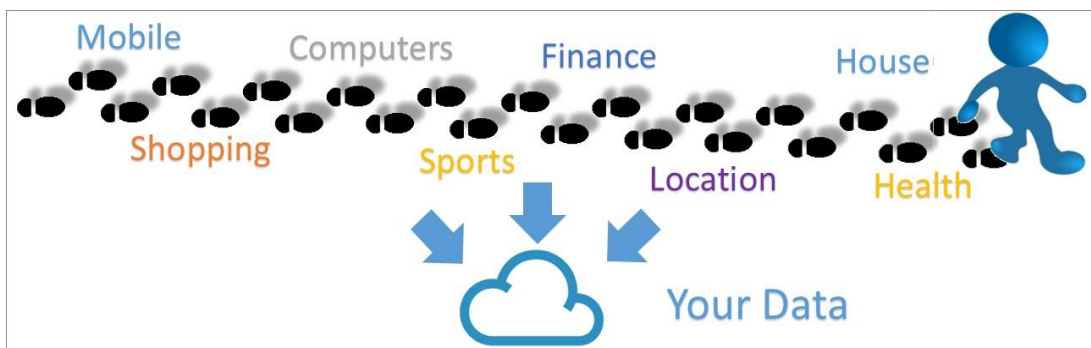 Mobile
Computers
Finance
House
Shopping
Sports
Location
Health
Your Data